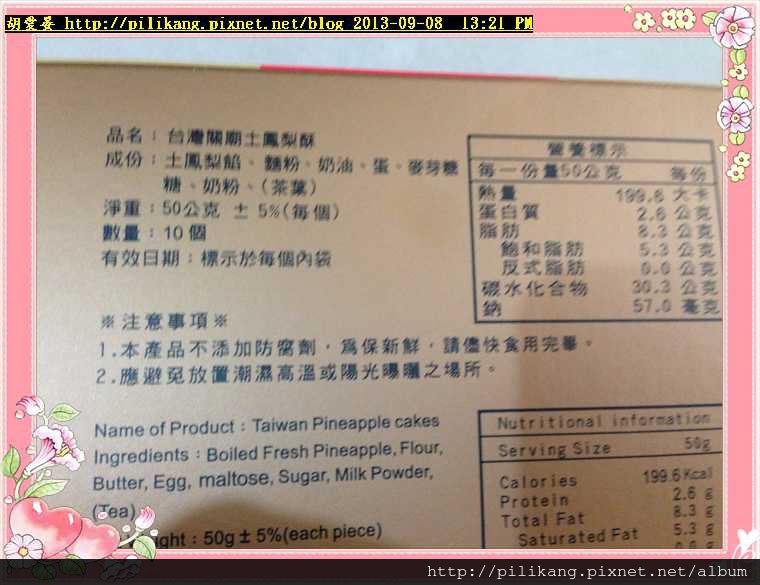 胡愛晏 http://pilikang.pixnet.net/blog 2013-09-08 13:21 PM
品名：台灣關廟土鳳梨酥
成份：土鳳梨餡、麵粉、奶油、蛋、麥芽糖
糖、奶粉、(茶葉)
淨重：50公克 ± 5%(每個)
數量：10個
有效日期：標示於每個內袋
營養標示
每一份量50公克 每份
熱量 199.6 大卡
蛋白質 2.6 公克
脂肪 8.3 公克
飽和脂肪 5.3 公克
反式脂肪 0.0 公克
碳水化合物 30.3 公克
鈉 57.0 毫克
※注意事項※
1.本產品不添加防腐劑，爲保新鮮，請儘快食用完畢。
2.應避免放置潮濕高溫或陽光曝曬之場所。
Name of Product：Taiwan Pineapple cakes
Ingredients：Boiled Fresh Pineapple, Flour,
Butter, Egg, maltose, Sugar, Milk Powder,
(Tea)
ght：50g ± 5%(each piece)
Nutritional information
Serving Size 50g
Calories 199.6Kcal
Protein 2.6 g
Total Fat 8.3 g
Saturated Fat 5.3 g
0.0 g
http://pilikang.pixnet.net/album